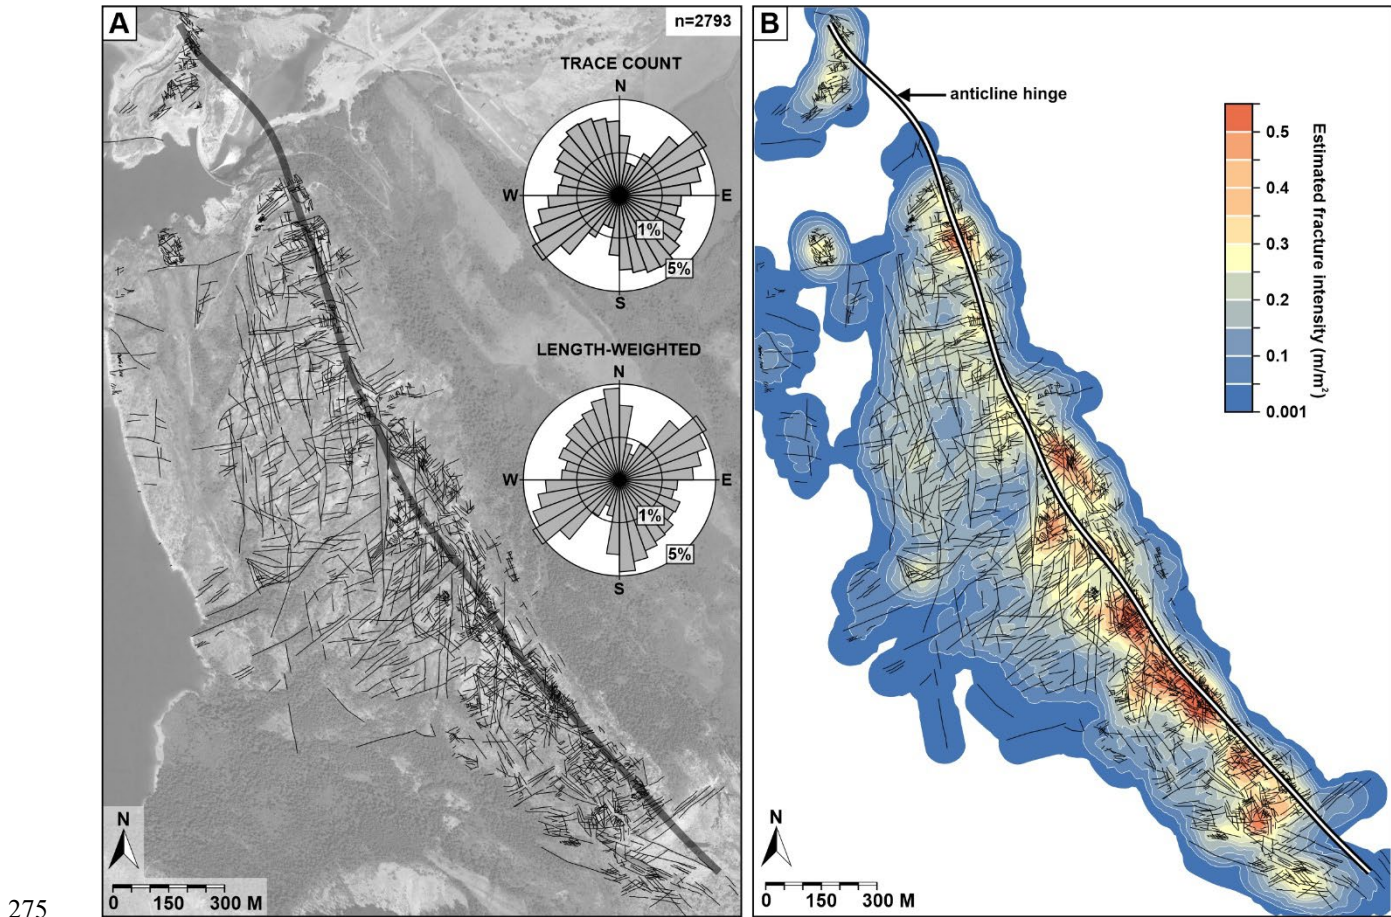 A
n=2793
TRACE COUNT
N
W
E
1%
5%
S
LENGTH-WEIGHTED
N
W
E
1%
5%
S
N
0 150 300 M
B
anticline hinge
0.5
0.4
0.3
0.2
0.1
0.001
Estimated fracture intensity (m/m²)
N
0 150 300 M
275